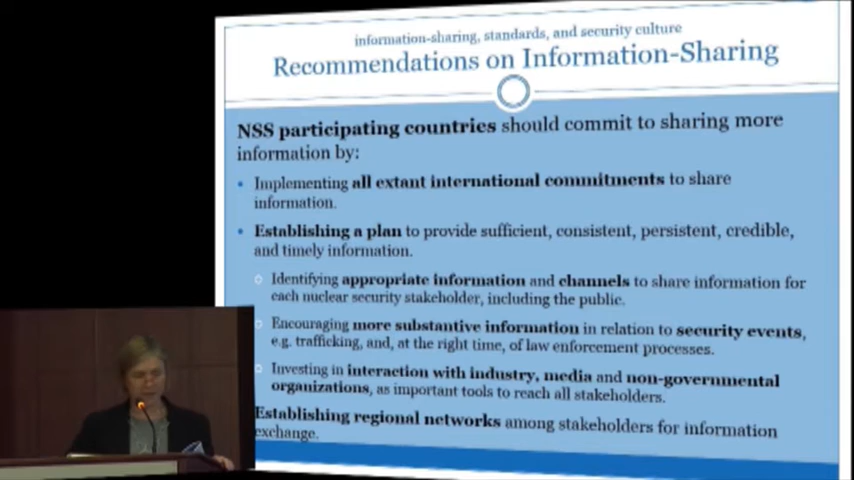 information-sharing, standards, and security culture
Recommendations on Information-Sharing
NSS participating countries should commit to sharing more
information by:
Implementing all extant international commitments to share
information.
Establishing a plan to provide sufficient, consistent, persistent, credible,
and timely information.
Identifying appropriate information and channels to share information for
each nuclear security stakeholder, including the public.
Encouraging more substantive information in relation to security events,
e.g. trafficking, and, at the right time, of law enforcement processes.
Investing in interaction with industry, media and non-governmental
organizations, as important tools to reach all stakeholders.
Establishing regional networks among stakeholders for information
exchange.